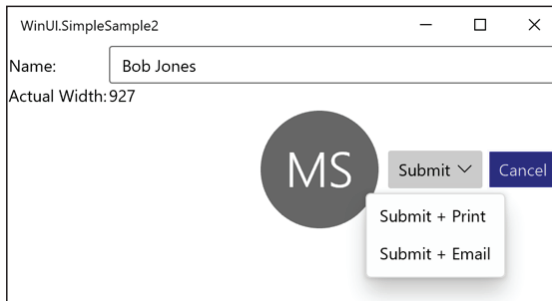 WinUI.SimpleSample2
Name: Bob Jones
Actual Width: 927
MS Submit Cancel
Submit + Print
Submit + Email